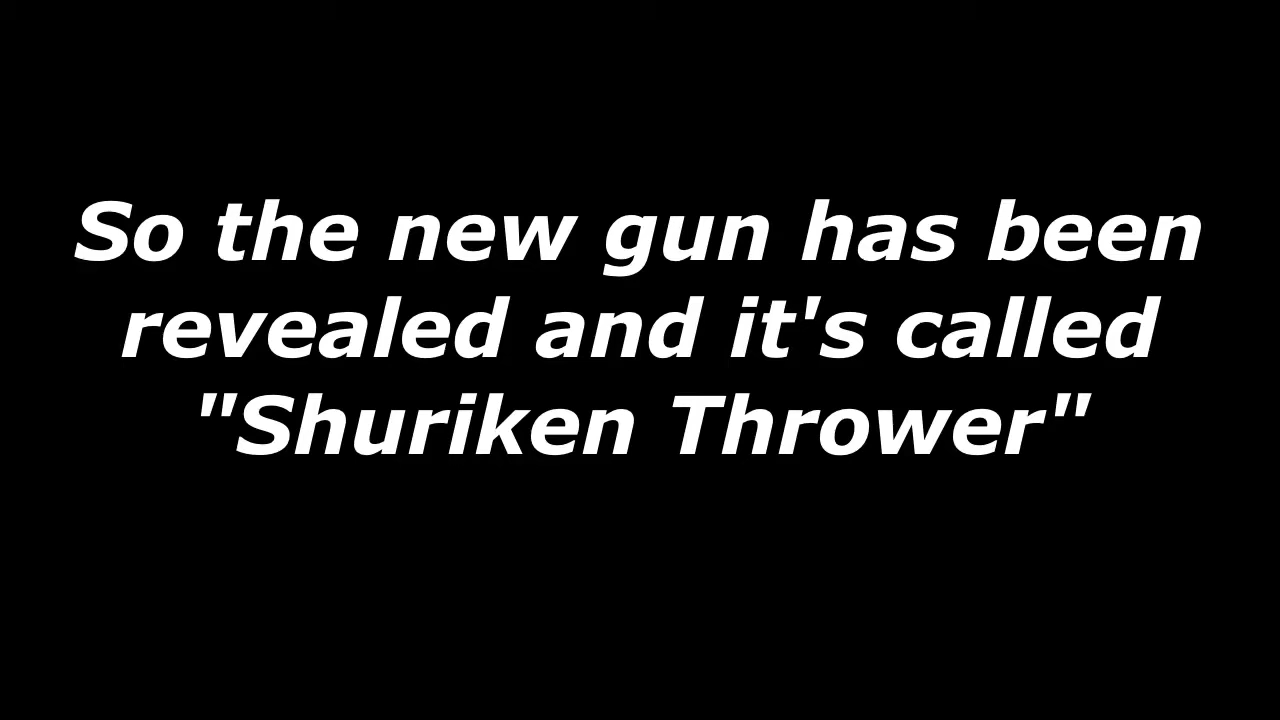 So the new gun has been
revealed and it's called
"Shuriken Thrower"